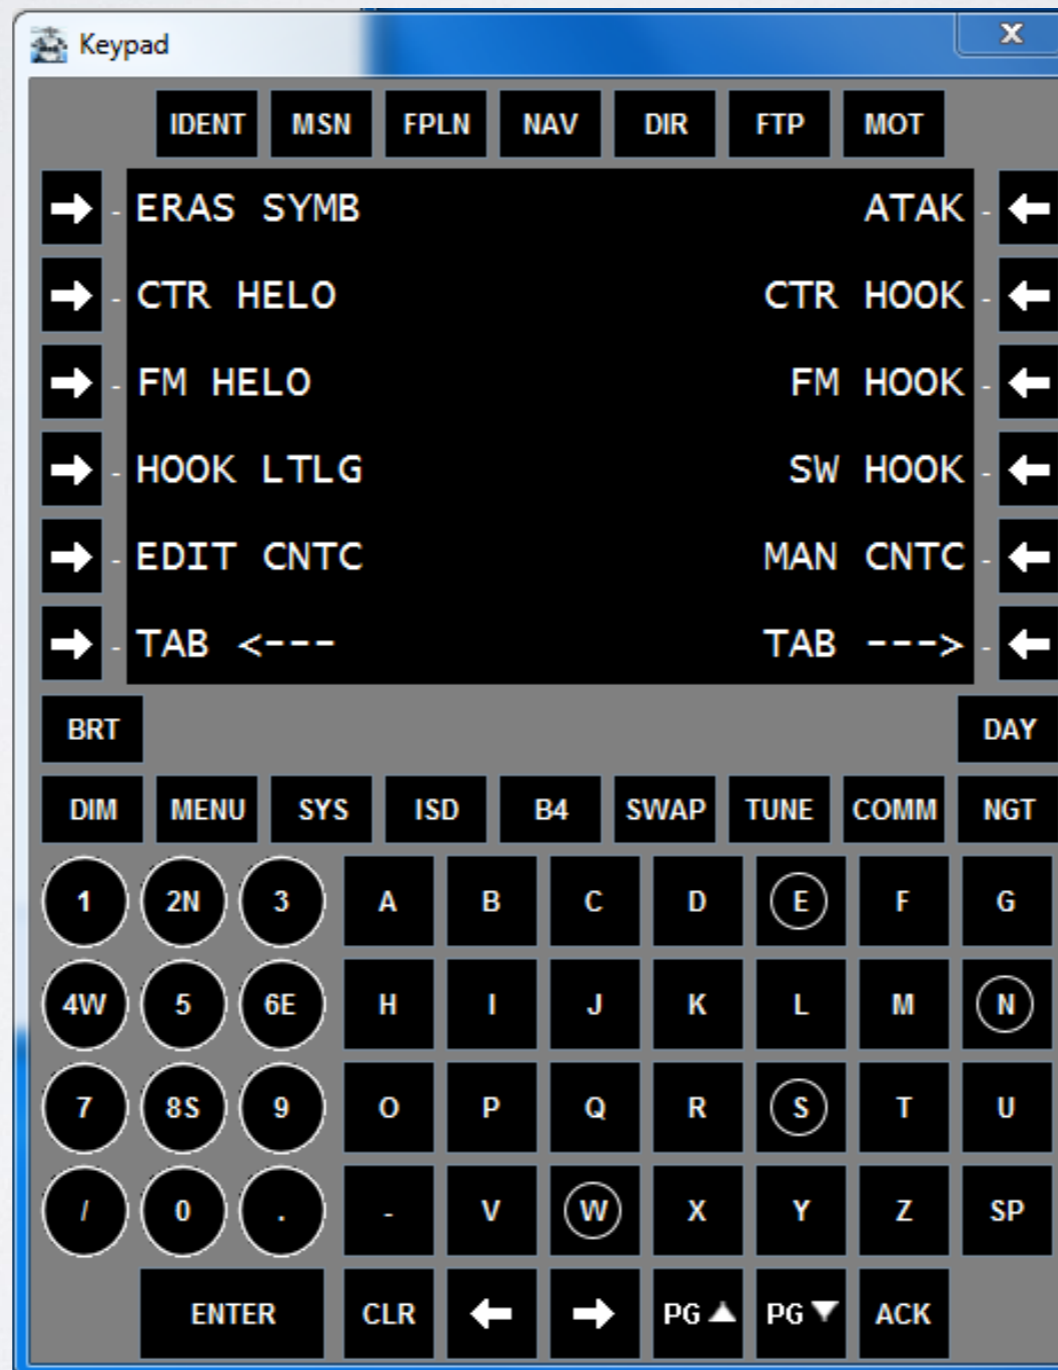 Keypad X
IDENT MSN FPLN NAV DIR FTP MOT
- ERAS SYMB ATAK -
- CTR HELO CTR HOOK -
- FM HELO FM HOOK -
- HOOK LTLG SW HOOK -
- EDIT CNTC MAN CNTC -
- TAB <--- TAB ---> -
BRT DAY
DIM MENU SYS ISD B4 SWAP TUNE COMM NGT
1 2N 3 A B C D E F G
4W 5 6E H I J K L M N
7 8S 9 O P Q R S T U
/ 0 . - V W X Y Z SP
ENTER CLR PG PG ACK